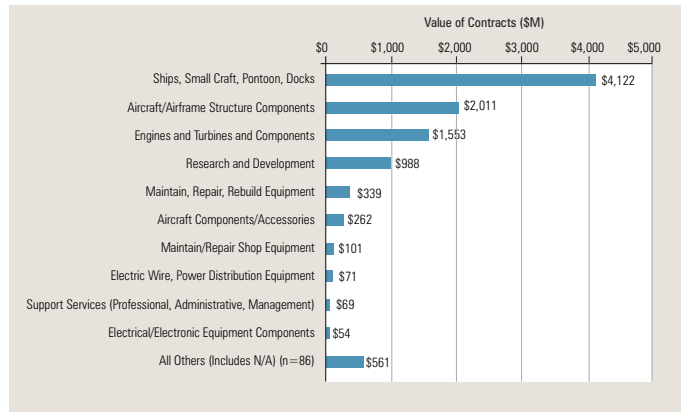 Value of Contracts ($M)
$0 $1,000 $2,000 $3,000 $4,000 $5,000
Ships, Small Craft, Pontoon, Docks $4,122
Aircraft/Airframe Structure Components $2,011
Engines and Turbines and Components $1,553
Research and Development $988
Maintain, Repair, Rebuild Equipment $339
Aircraft Components/Accessories $262
Maintain/Repair Shop Equipment $101
Electric Wire, Power Distribution Equipment $71
Support Services (Professional, Administrative, Management) $69
Electrical/Electronic Equipment Components $54
All Others (Includes N/A) (n=86) $561